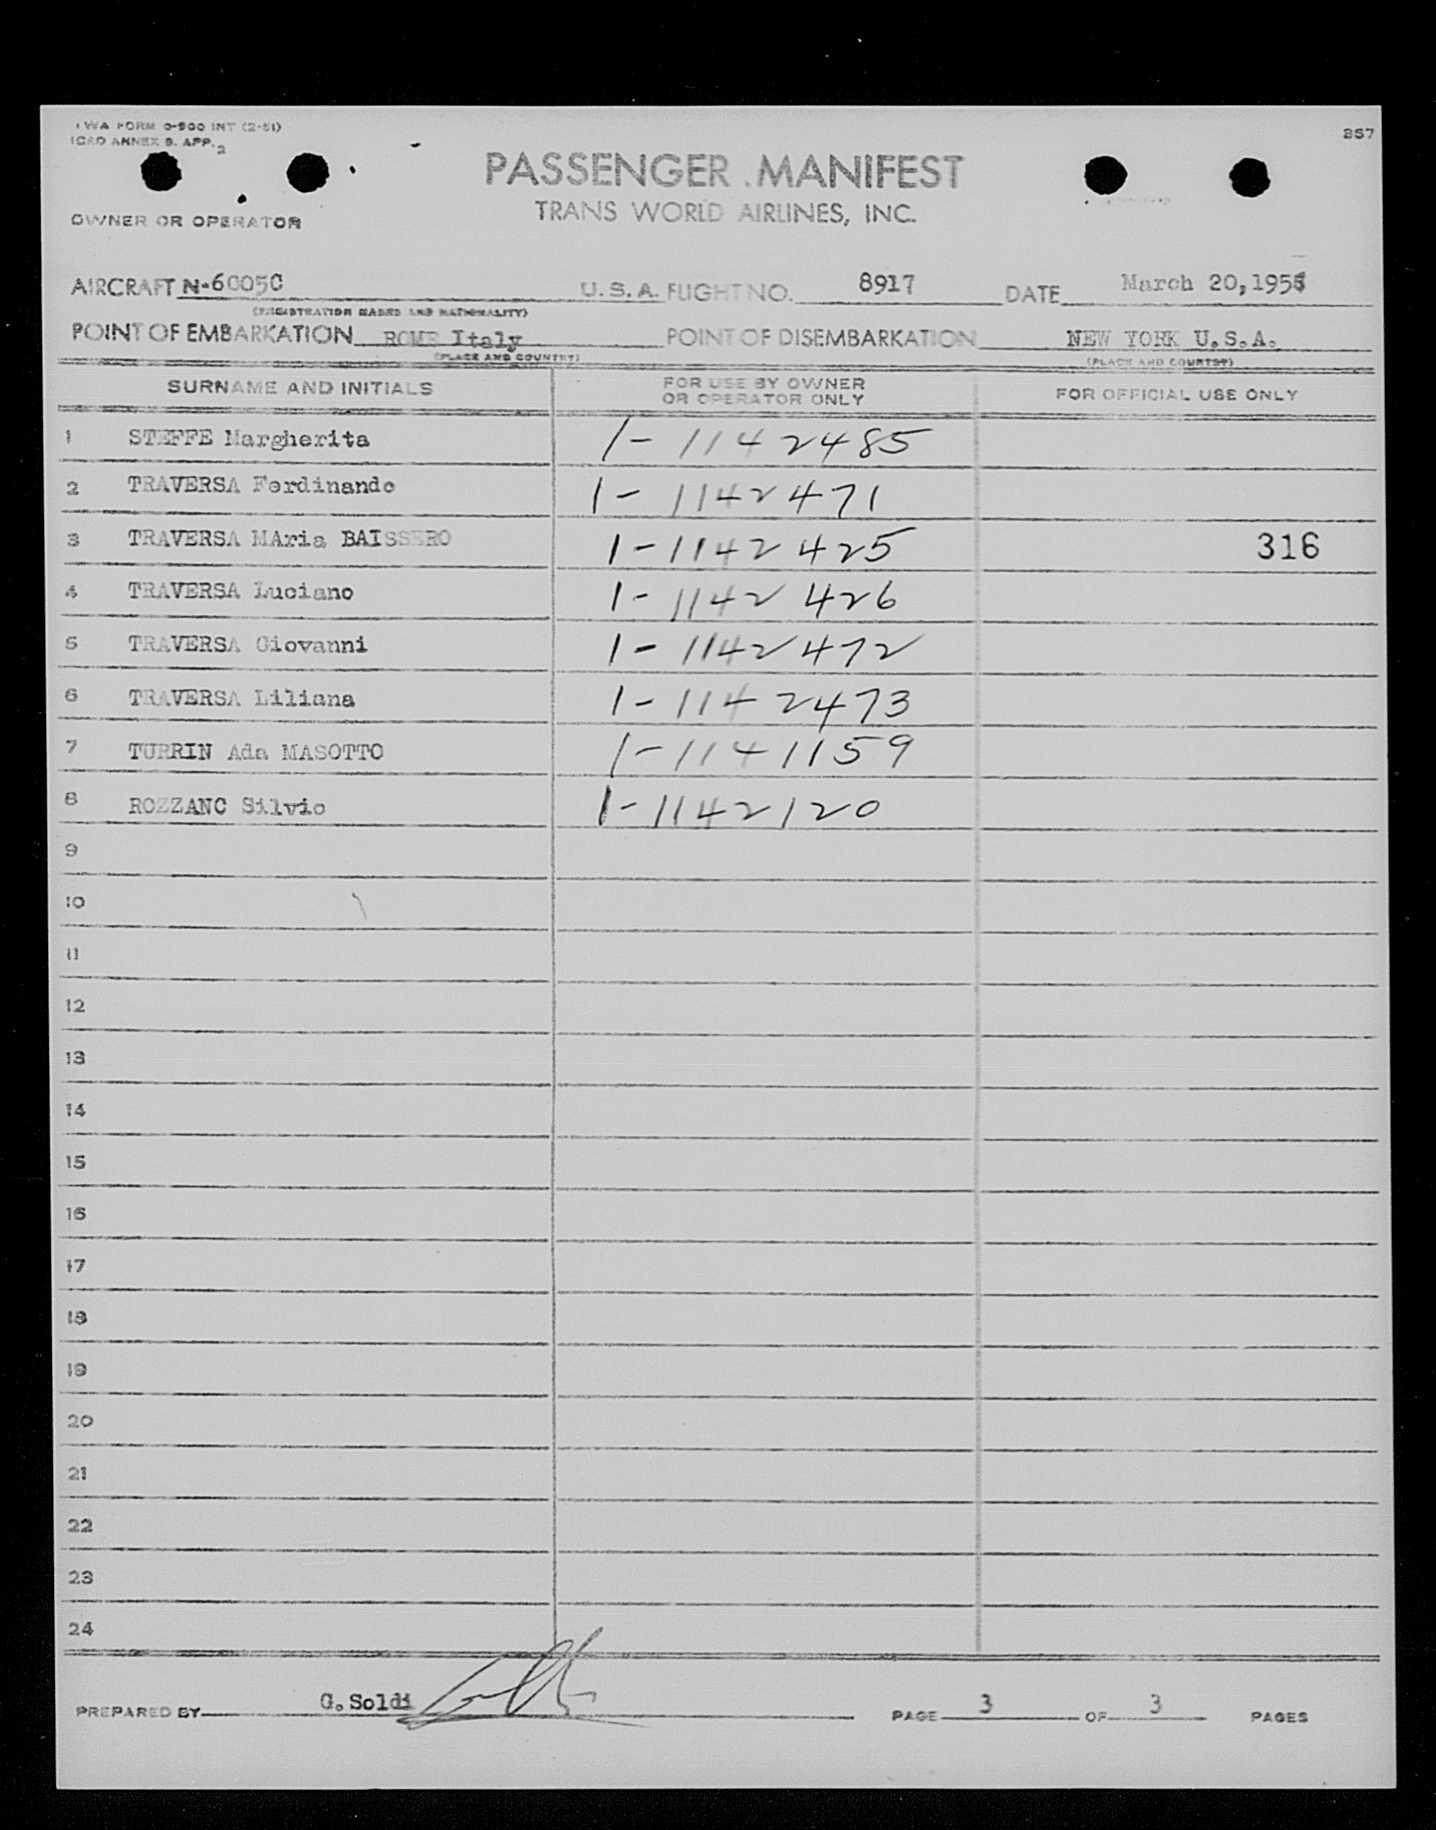 TWA FORM O-900 INT (2-51)
ICAO ANNEX 9. APP. 2
357
PASSENGER MANIFEST
TRANS WORLD AIRLINES, INC.
OWNER OR OPERATOR
AIRCRAFT N-6005C U.S.A. FLIGHT NO. 8917 DATE March 20,195
(REGISTRATION MARKS AND NATIONALITY)
POINT OF EMBARKATION ROME Italy POINT OF DISEMBARKATION NEW YORK U.S.A.
(PLACE AND COUNTRY) (PLACE AND COUNTRY)
SURNAME AND INITIALS FOR USE BY OWNER OR OPERATOR ONLY FOR OFFICIAL USE ONLY
1 STEFFE Margherita 1-1142485
2 TRAVERSA Ferdinando 1-1142471
3 TRAVERSA MAria BAISSERO 1-1142425 316
4 TRAVERSA Luciano 1-1142426
5 TRAVERSA Giovanni 1-1142472
6 TRAVERSA Liliana 1-1142473
7 TURRIN Ada MASOTTO 1-1141159
8 ROZZANO Silvio 1-1142120
9
10
11
12
13
14
15
16
17
18
19
20
21
22
23
24
PREPARED BY G.Soldi PAGE 3 OF 3 PAGES